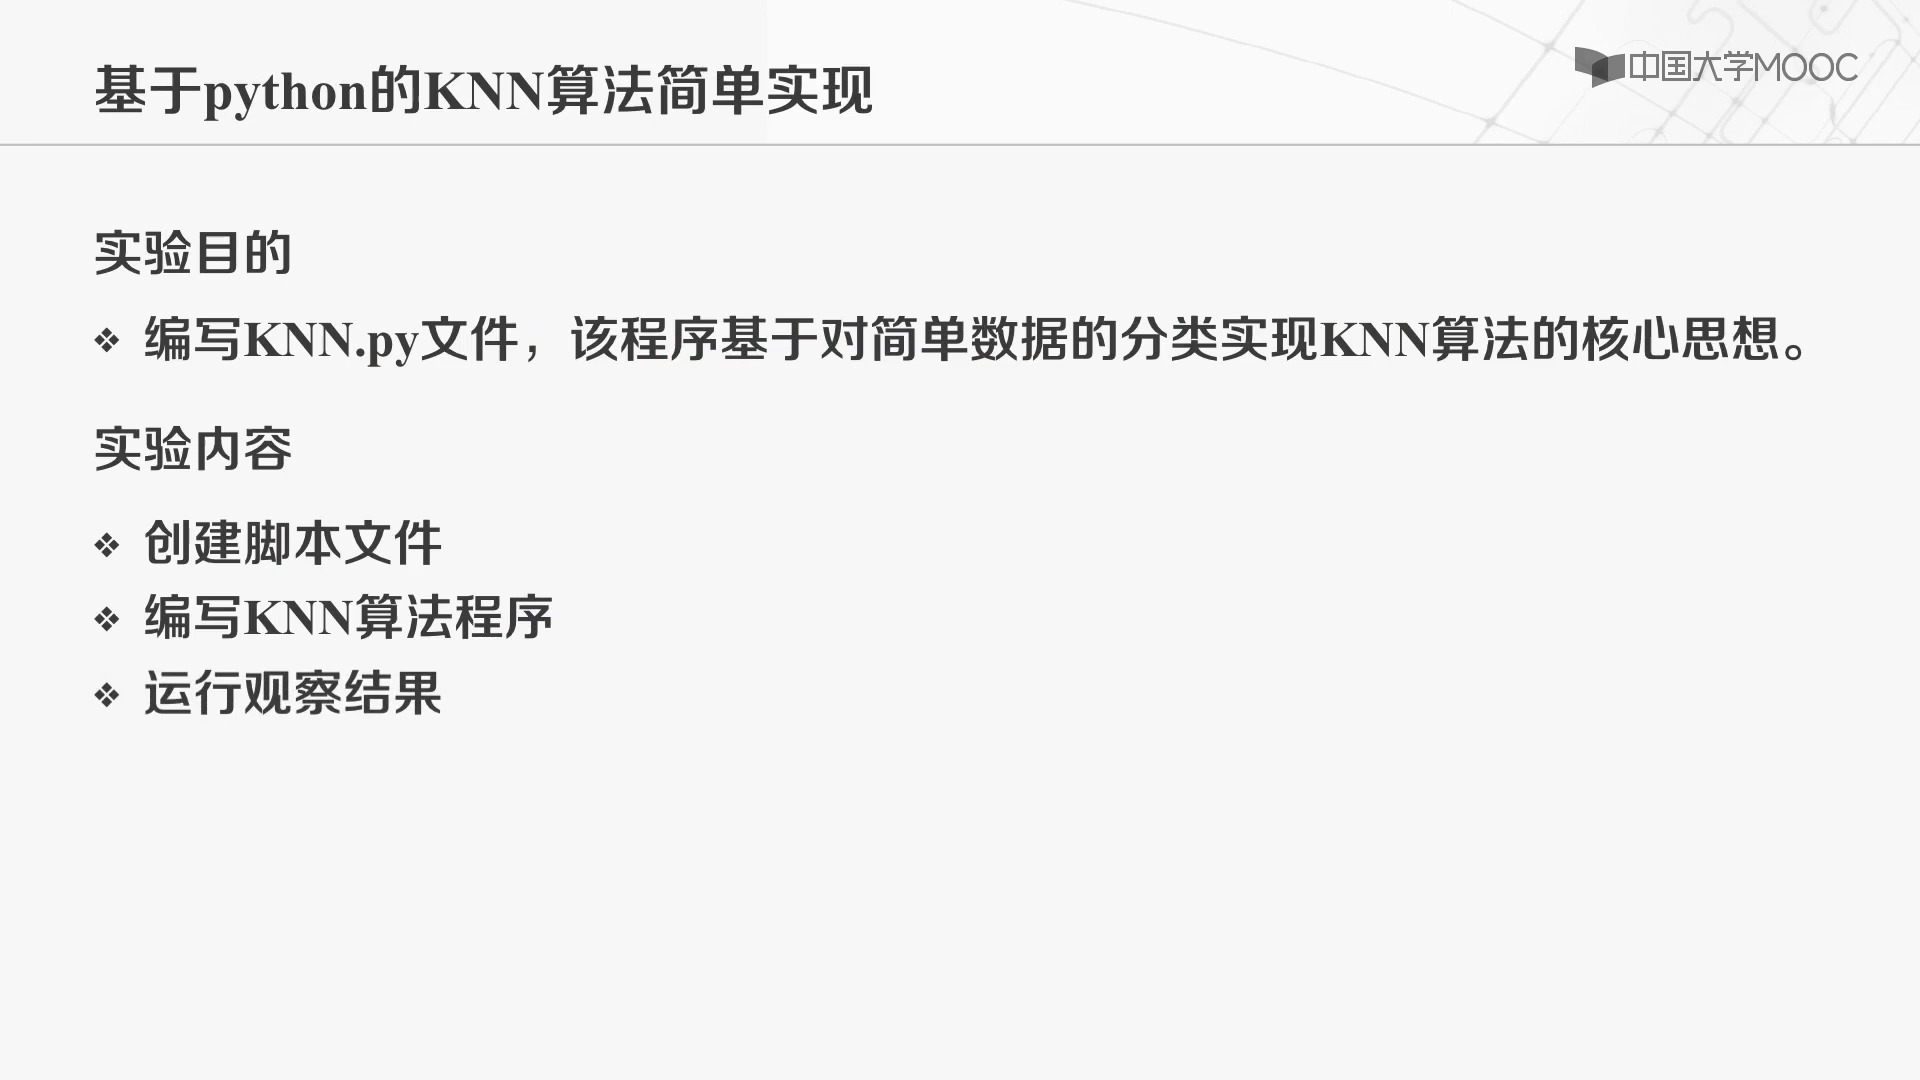 基于python的KNN算法简单实现
中国大学MOOC
实验目的
❖ 编写KNN.py文件，该程序基于对简单数据的分类实现KNN算法的核心思想。
实验内容
❖ 创建脚本文件
❖ 编写KNN算法程序
❖ 运行观察结果